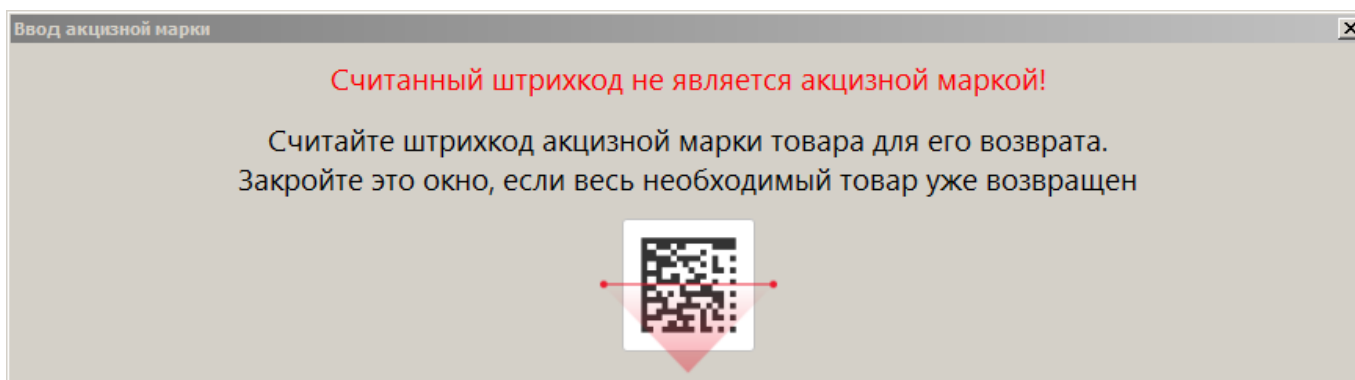 Ввод акцизной марки
Считанный штрихкод не является акцизной маркой!
Считайте штрихкод акцизной марки товара для его возврата.
Закройте это окно, если весь необходимый товар уже возвращен